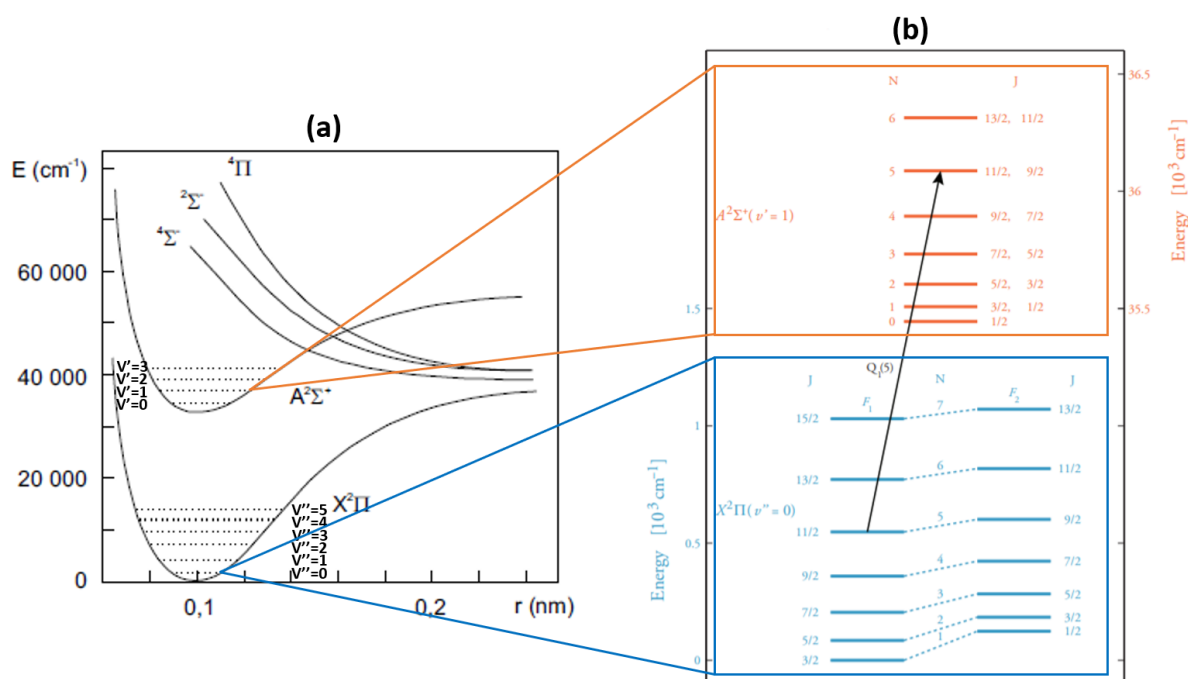 (a)
E (cm⁻¹)
60 000
40 000
20 000
0
0,1
0,2
r (nm)
⁴Π
²Σ⁻
⁴Σ⁻
A²Σ⁺
X²Π
V'=3
V'=2
V'=1
V'=0
V''=5
V''=4
V''=3
V''=2
V''=1
V''=0
(b)
N J
6 13/2, 11/2
5 11/2, 9/2
4 9/2, 7/2
3 7/2, 5/2
2 5/2, 3/2
1 3/2, 1/2
0 1/2
A²Σ⁺(v' = 1)
36.5
36
35.5
Energy [10³ cm⁻¹]
Q₁(5)
J N J
F₁ F₂
15/2 7 13/2
13/2 6 11/2
11/2 5 9/2
9/2 4 7/2
7/2 3 5/2
5/2 2 3/2
3/2 1 1/2
X²Π(v'' = 0)
1.5
1
0.5
0
Energy [10³ cm⁻¹]